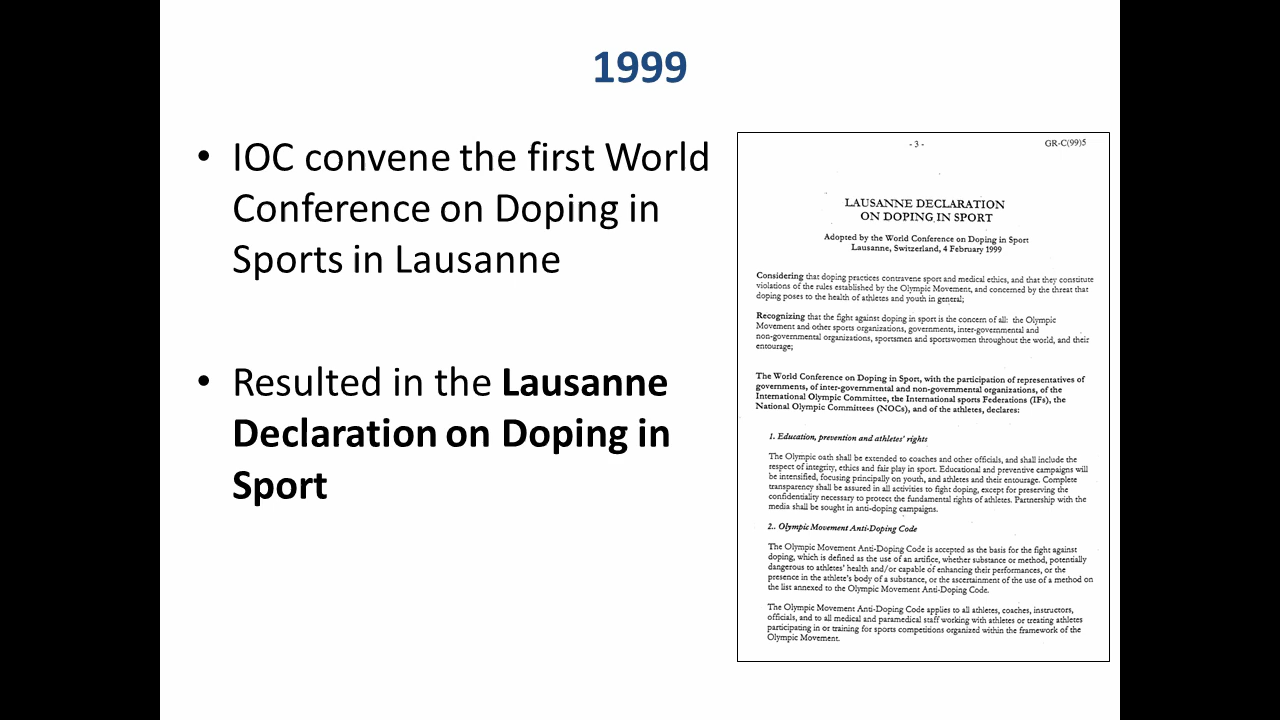 1999
• IOC convene the first World
Conference on Doping in
Sports in Lausanne
• Resulted in the Lausanne
Declaration on Doping in
Sport
- 3 -
GR-C(99)5
LAUSANNE DECLARATION
ON DOPING IN SPORT
Adopted by the World Conference on Doping in Sport
Lausanne, Switzerland, 4 February 1999
Considering that doping practices contravene sport and medical ethics, and that they constitute
violations of the rules established by the Olympic Movement, and concerned by the threat that
doping poses to the health of athletes and youth in general;
Recognizing that the fight against doping in sport is the concern of all: the Olympic
Movement and other sports organizations, governments, inter-governmental and
non-governmental organizations, sportsmen and sportswomen throughout the world, and their
entourage;
The World Conference on Doping in Sport, with the participation of representatives of
governments, of inter-governmental and non-governmental organizations, of the
International Olympic Committee, the International sports Federations (IFs), the
National Olympic Committees (NOCs), and of the athletes, declares:
1. Education, prevention and athletes' rights
The Olympic oath shall be extended to coaches and other officials, and shall include the
respect of integrity, ethics and fair play in sport. Educational and preventive campaigns will
be intensified, focusing principally on youth, and athletes and their entourage. Complete
transparency shall be assured in all activities to fight doping, except for preserving the
confidentiality necessary to protect the fundamental rights of athletes. Partnership with the
media shall be sought in anti-doping campaigns.
2.. Olympic Movement Anti-Doping Code
The Olympic Movement Anti-Doping Code is accepted as the basis for the fight against
doping, which is defined as the use of an artifice, whether substance or method, potentially
dangerous to athletes' health and/or capable of enhancing their performances, or the
presence in the athlete's body of a substance, or the ascertainment of the use of a method on
the list annexed to the Olympic Movement Anti-Doping Code.
The Olympic Movement Anti-Doping Code applies to all athletes, coaches, instructors,
officials, and to all medical and paramedical staff working with athletes or treating athletes
participating in or training for sports competitions organized within the framework of the
Olympic Movement.